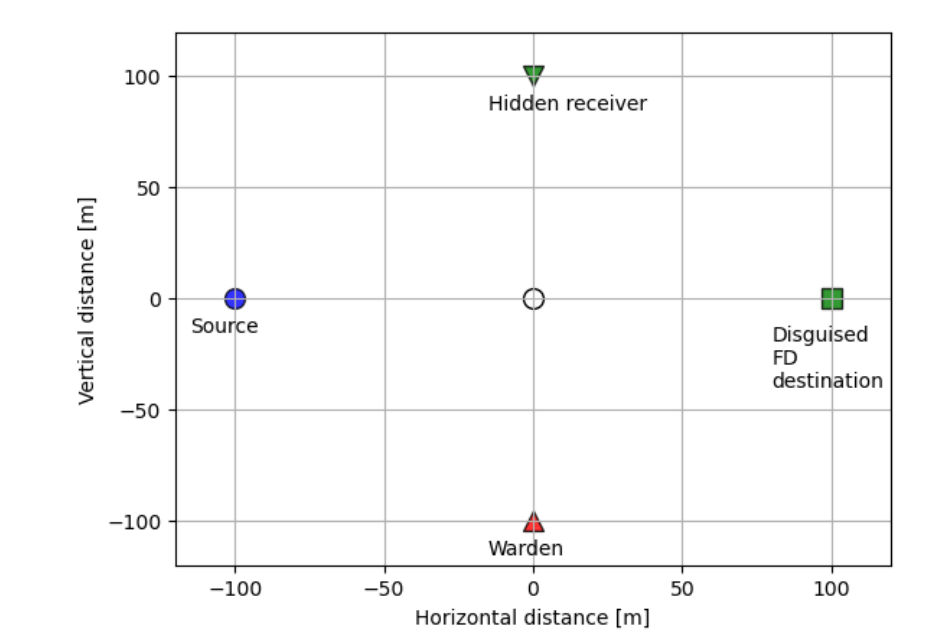 100
Hidden receiver
50
0
Source
Disguised
FD
destination
−50
−100
Warden
−100 −50 0 50 100
Horizontal distance [m]
Vertical distance [m]